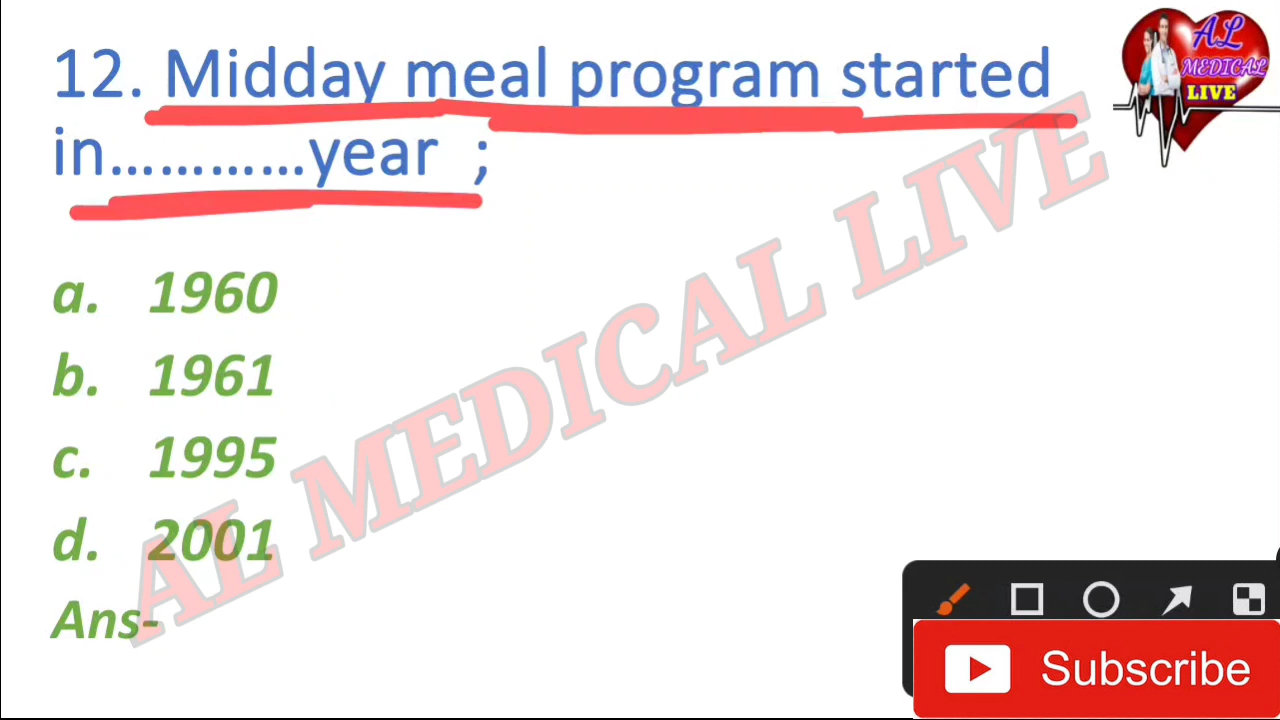 12. Midday meal program started
in............year ;
a. 1960
b. 1961
c. 1995
d. 2001
Ans-
AL MEDICAL LIVE
AL
MEDICAL
LIVE
Subscribe